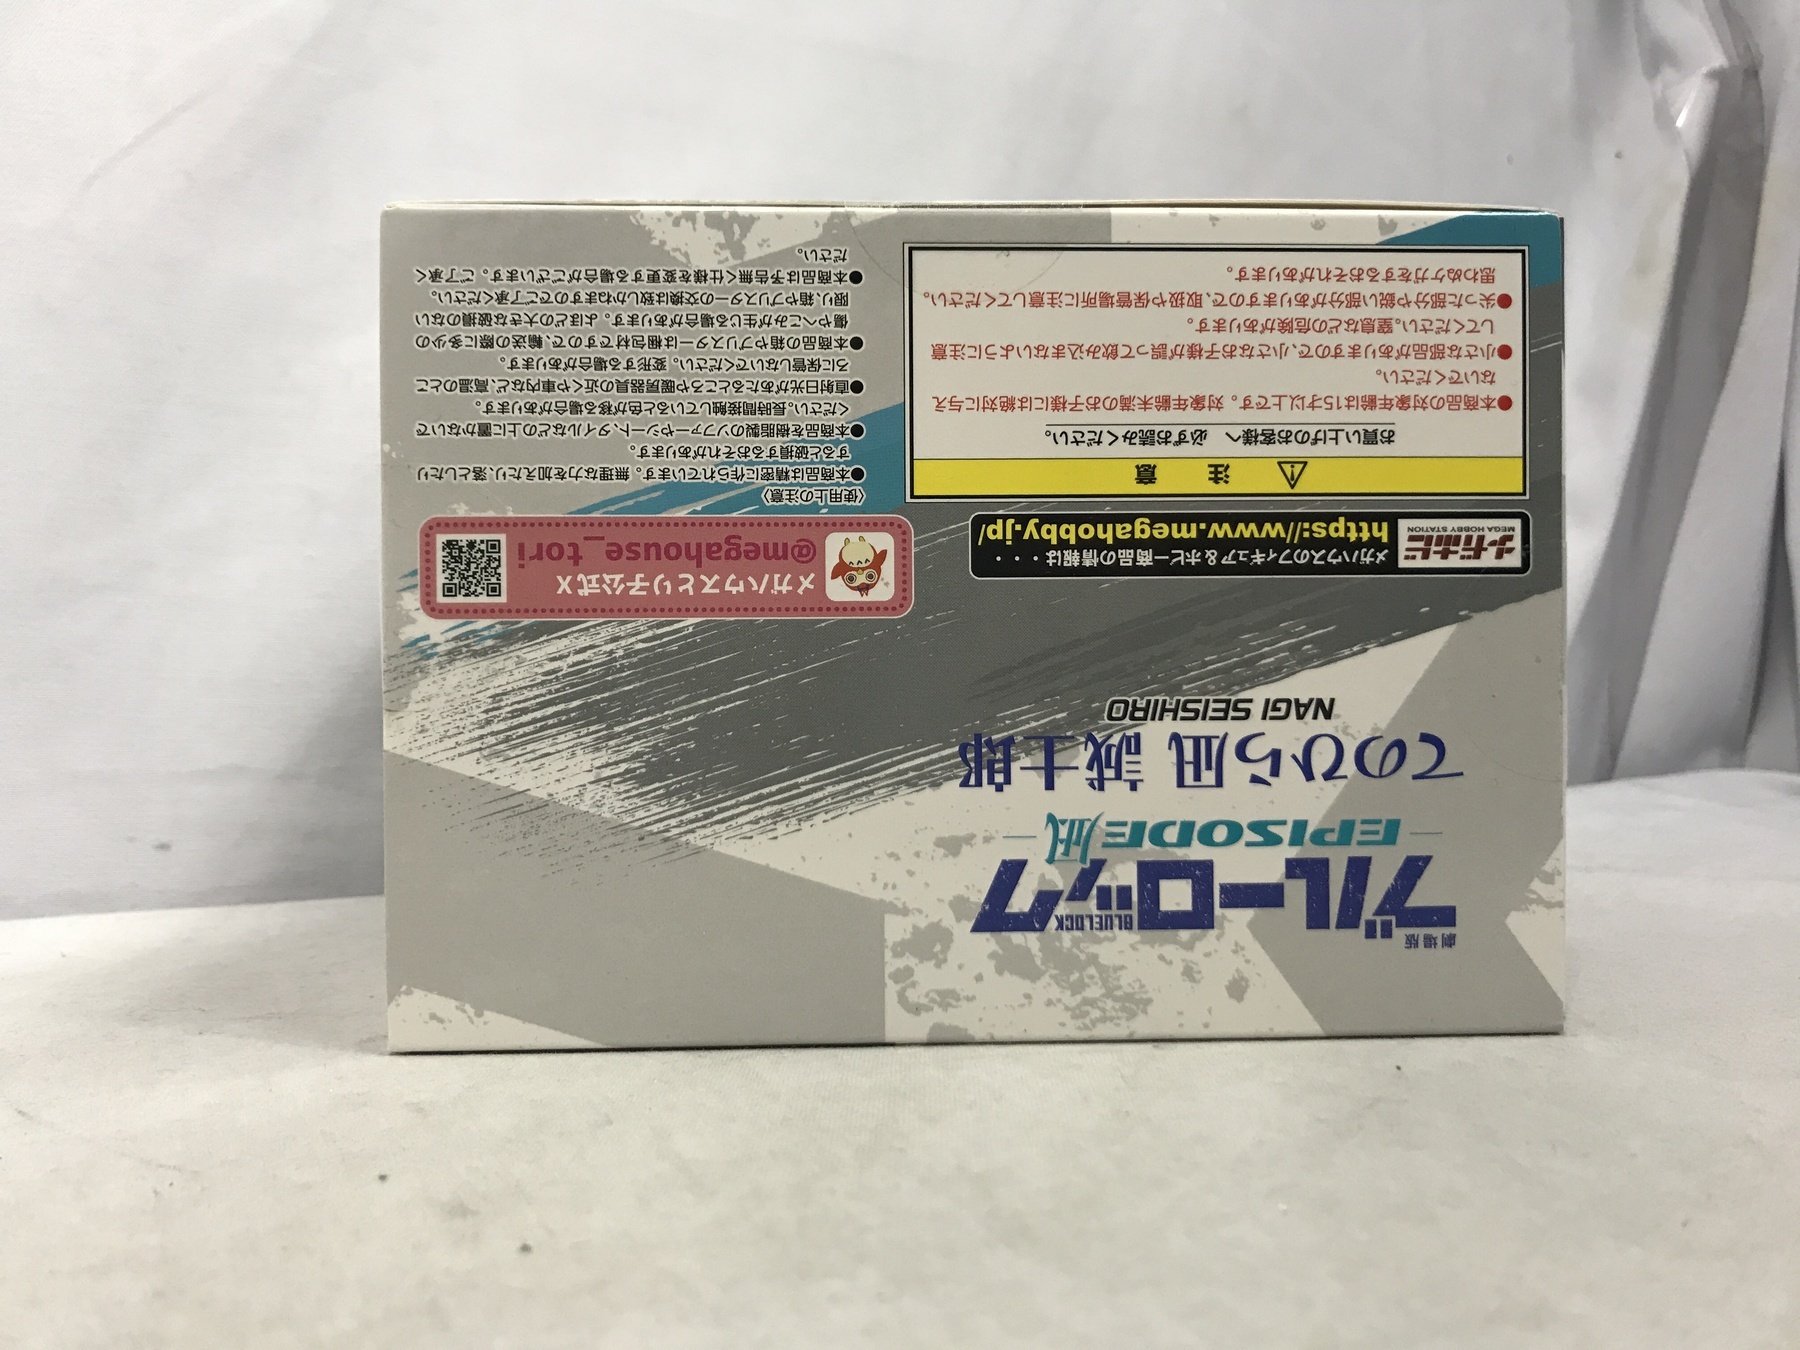 劇場版
ブルーロック
BLUELOCK
EPISODE凪
てのひら凪 誠士郎
NAGI SEISHIRO
メガホビ
MEGA HOBBY STATION
メガハウスのフィギュア&ホビー商品の情報は・・・・
https://www.megahobby.jp/
メガハウスとり子公式X
@megahouse_tori
注意
お買い上げのお客様へ 必ずお読みください。
●本商品の対象年齢は15才以上です。対象年齢未満のお子様には絶対に与え
ないでください。
●小さな部品がありますので、小さなお子様が誤って飲み込まないように注意
してください。窒息などの危険があります。
●尖った部分や鋭い部分がありますので、取扱や保管場所に注意してください。
思わぬケガをするおそれがあります。
〈使用上の注意〉
●本商品は精密に作られています。無理な力を加えたり、落としたり
すると破損するおそれがあります。
●本商品を樹脂製のソファーやシート、タイルなどの上に置かないで
ください。長時間接触していると色が移る場合があります。
●直射日光があたるところや暖房器具の近くや車内など、高温のとこ
ろに保管しないでください。変形する場合があります。
●本商品の箱やブリスターは梱包材ですので、輸送の際に多少の
傷やへこみが生じる場合があります。よほどの大きな破損のない
限り、箱やブリスターの交換は致しかねますのでご了承ください。
●本商品は予告無く仕様を変更する場合がございます。ご了承く
ださい。